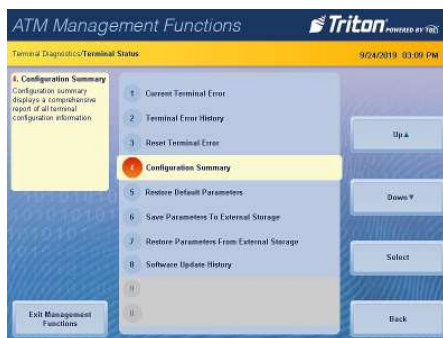 ATM Management Functions
Triton POWERED BY
Terminal Diagnostics/Terminal Status
9/24/2019 03:09 PM
4. Configuration Summary
Configuration summary
displays a comprehensive
report of all terminal
configuration information
1 Current Terminal Error
2 Terminal Error History
3 Reset Terminal Error
4 Configuration Summary
5 Restore Default Parameters
6 Save Parameters To External Storage
7 Restore Parameters From External Storage
8 Software Update History
9
0
Up▲
Down▼
Select
Back
Exit Management
Functions